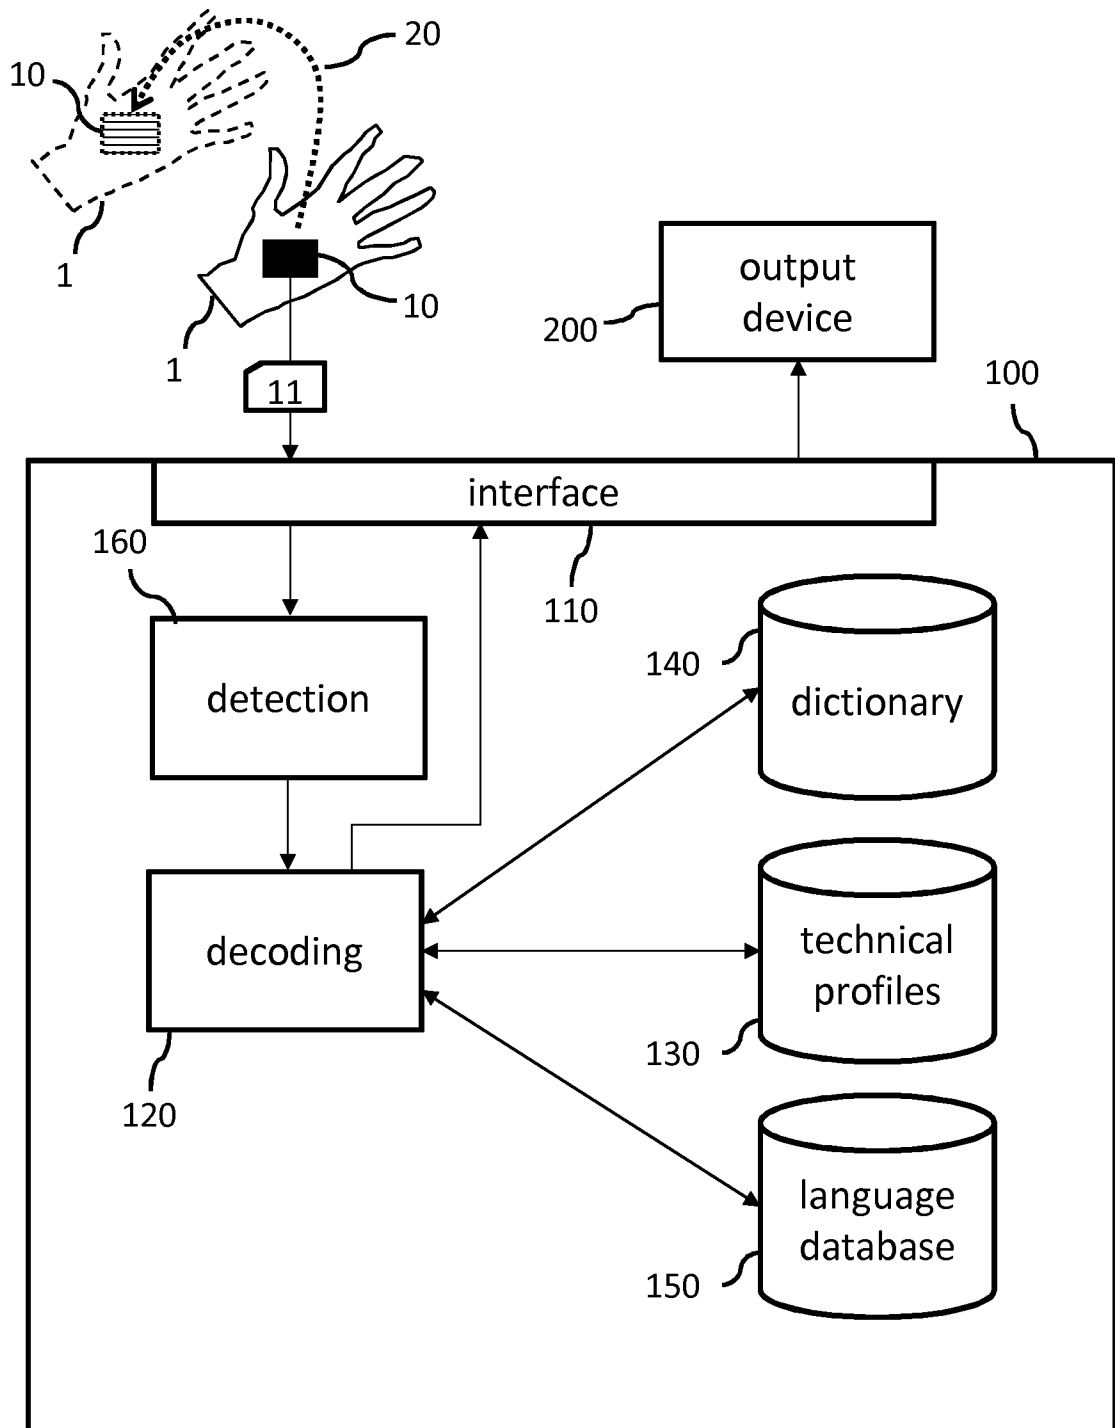 20
10
1
10
1
11
output
device
200
100
interface
160
110
140
detection
dictionary
decoding
technical
profiles
130
120
language
database
150